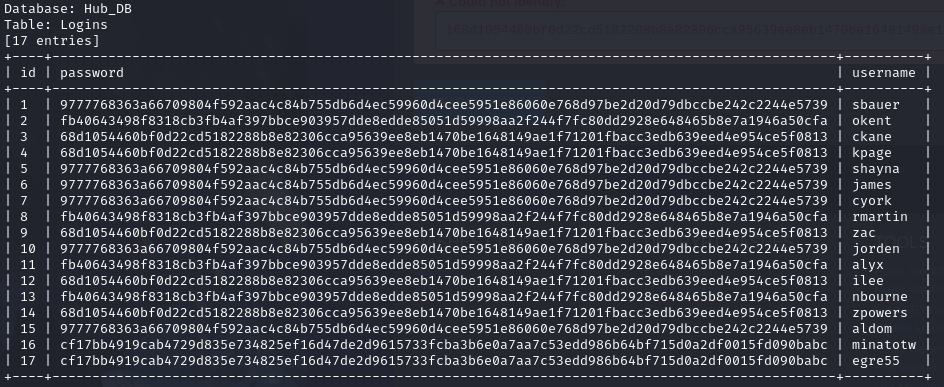 Database: Hub_DB
Table: Logins
[17 entries]
+----+--------------------------------------------------------------------------------------------------+-----------+
| id | password | username |
+----+--------------------------------------------------------------------------------------------------+-----------+
| 1 | 9777768363a66709804f592aac4c84b755db6d4ec59960d4cee5951e86060e768d97be2d20d79dbccbe242c2244e5739 | sbauer |
| 2 | fb40643498f8318cb3fb4af397bbce903957dde8edde85051d59998aa2f244f7fc80dd2928e648465b8e7a1946a50cfa | okent |
| 3 | 68d1054460bf0d22cd5182288b8e82306cca95639ee8eb1470be1648149ae1f71201fbacc3edb639eed4e954ce5f0813 | ckane |
| 4 | 68d1054460bf0d22cd5182288b8e82306cca95639ee8eb1470be1648149ae1f71201fbacc3edb639eed4e954ce5f0813 | kpage |
| 5 | 9777768363a66709804f592aac4c84b755db6d4ec59960d4cee5951e86060e768d97be2d20d79dbccbe242c2244e5739 | shayna |
| 6 | 9777768363a66709804f592aac4c84b755db6d4ec59960d4cee5951e86060e768d97be2d20d79dbccbe242c2244e5739 | james |
| 7 | 9777768363a66709804f592aac4c84b755db6d4ec59960d4cee5951e86060e768d97be2d20d79dbccbe242c2244e5739 | cyork |
| 8 | fb40643498f8318cb3fb4af397bbce903957dde8edde85051d59998aa2f244f7fc80dd2928e648465b8e7a1946a50cfa | rmartin |
| 9 | 68d1054460bf0d22cd5182288b8e82306cca95639ee8eb1470be1648149ae1f71201fbacc3edb639eed4e954ce5f0813 | zac |
| 10 | 9777768363a66709804f592aac4c84b755db6d4ec59960d4cee5951e86060e768d97be2d20d79dbccbe242c2244e5739 | jorden |
| 11 | fb40643498f8318cb3fb4af397bbce903957dde8edde85051d59998aa2f244f7fc80dd2928e648465b8e7a1946a50cfa | alyx |
| 12 | 68d1054460bf0d22cd5182288b8e82306cca95639ee8eb1470be1648149ae1f71201fbacc3edb639eed4e954ce5f0813 | ilee |
| 13 | fb40643498f8318cb3fb4af397bbce903957dde8edde85051d59998aa2f244f7fc80dd2928e648465b8e7a1946a50cfa | nbourne |
| 14 | 68d1054460bf0d22cd5182288b8e82306cca95639ee8eb1470be1648149ae1f71201fbacc3edb639eed4e954ce5f0813 | zpowers |
| 15 | 9777768363a66709804f592aac4c84b755db6d4ec59960d4cee5951e86060e768d97be2d20d79dbccbe242c2244e5739 | aldom |
| 16 | cf17bb4919cab4729d835e734825ef16d47de2d9615733fcba3b6e0a7aa7c53edd986b64bf715d0a2df0015fd090babc | minatotw |
| 17 | cf17bb4919cab4729d835e734825ef16d47de2d9615733fcba3b6e0a7aa7c53edd986b64bf715d0a2df0015fd090babc | egre55 |
+----+--------------------------------------------------------------------------------------------------+-----------+